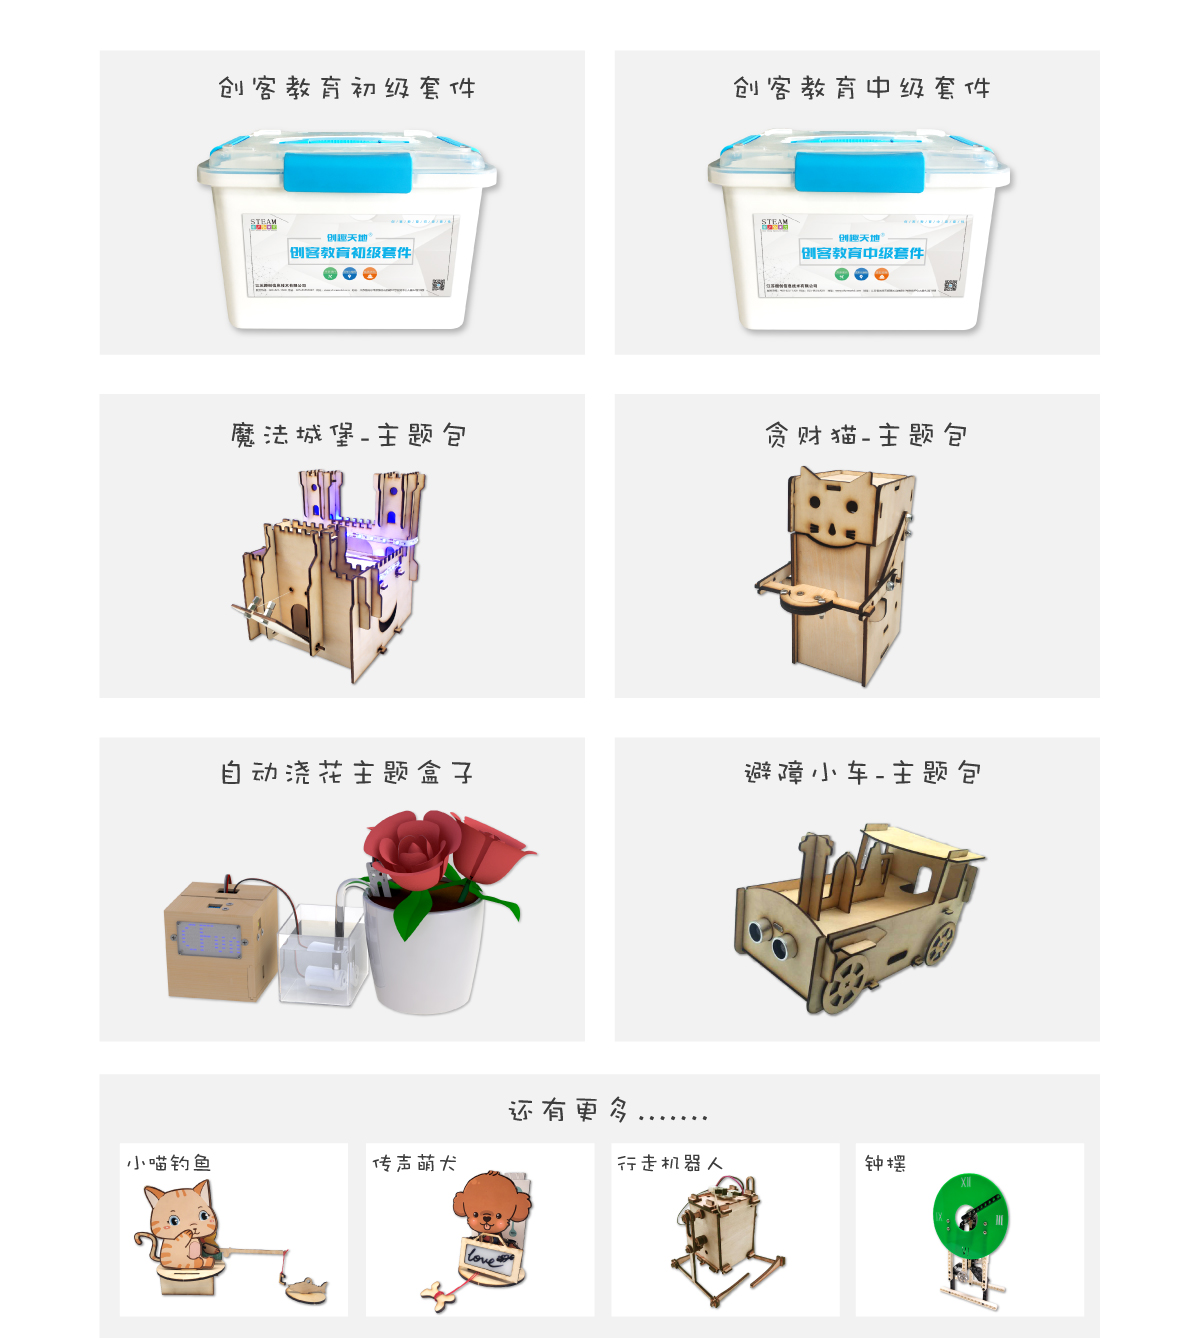 创客教育初级套件
创客教育中级套件
STEAM
创趣天地®
创客教育初级套件
STEAM
创趣天地®
创客教育中级套件
魔法城堡-主题包
贪财猫-主题包
自动浇花主题盒子
避障小车-主题包
还有更多.......
小喵钓鱼
传声萌犬
行走机器人
钟摆
love
XII
III